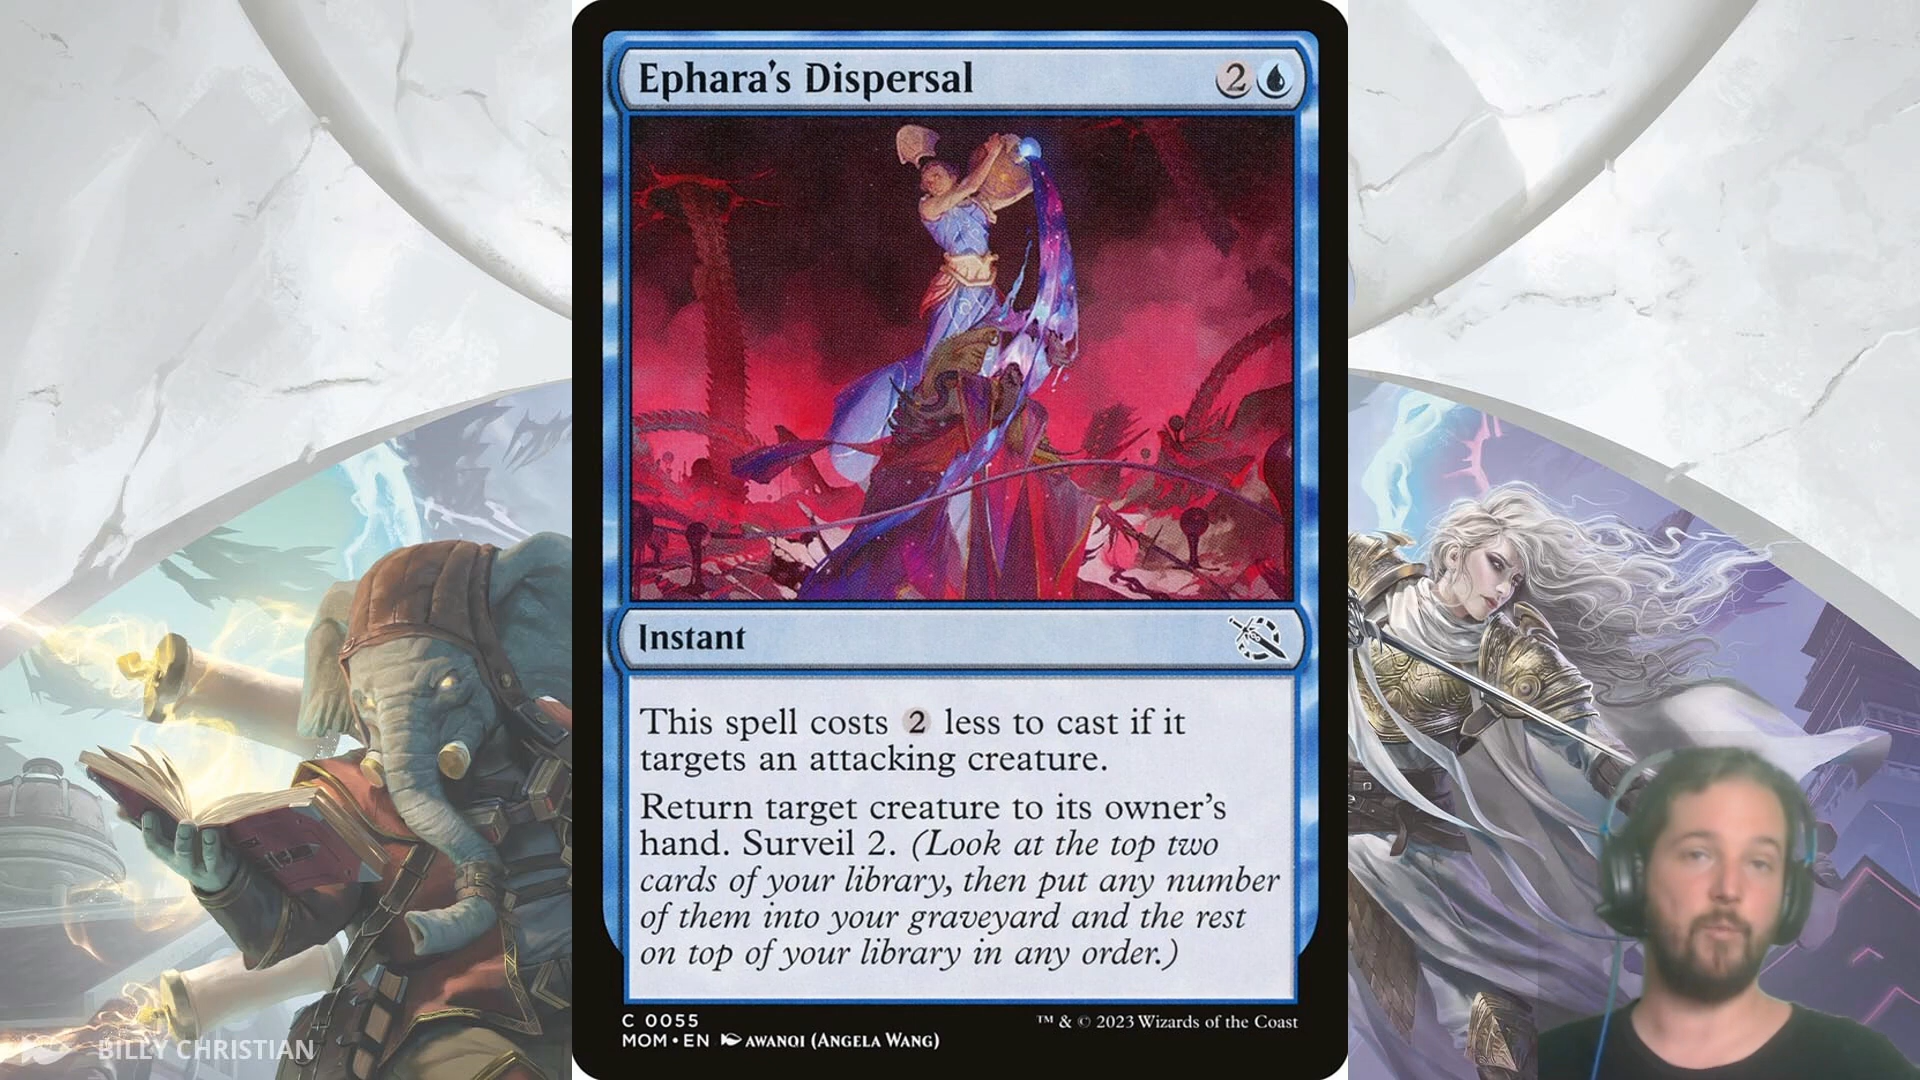 Ephara's Dispersal 2
Instant
This spell costs 2 less to cast if it
targets an attacking creature.
Return target creature to its owner's
hand. Surveil 2. (Look at the top two
cards of your library, then put any number
of them into your graveyard and the rest
on top of your library in any order.)
C 0055
MOM • EN AWANQI (ANGELA WANG)
™ & © 2023 Wizards of the Coast
BILLY CHRISTIAN